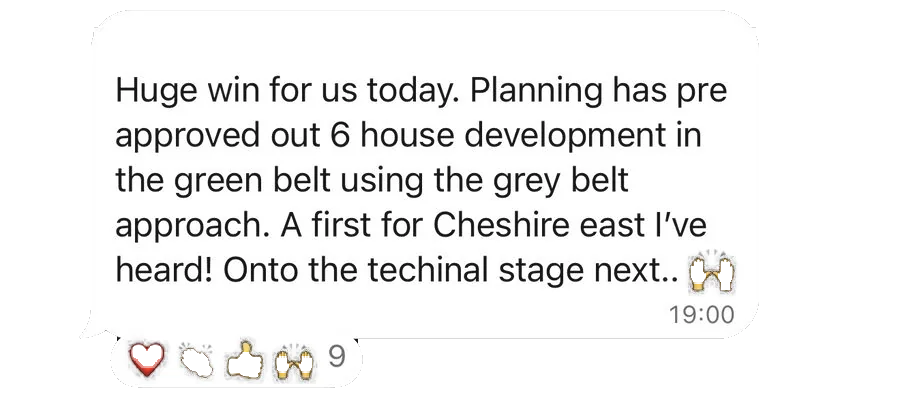 Huge win for us today. Planning has pre
approved out 6 house development in
the green belt using the grey belt
approach. A first for Cheshire east I've
heard! Onto the techinal stage next.. 🙌
19:00
❤️ 👏 👍 🙌 9